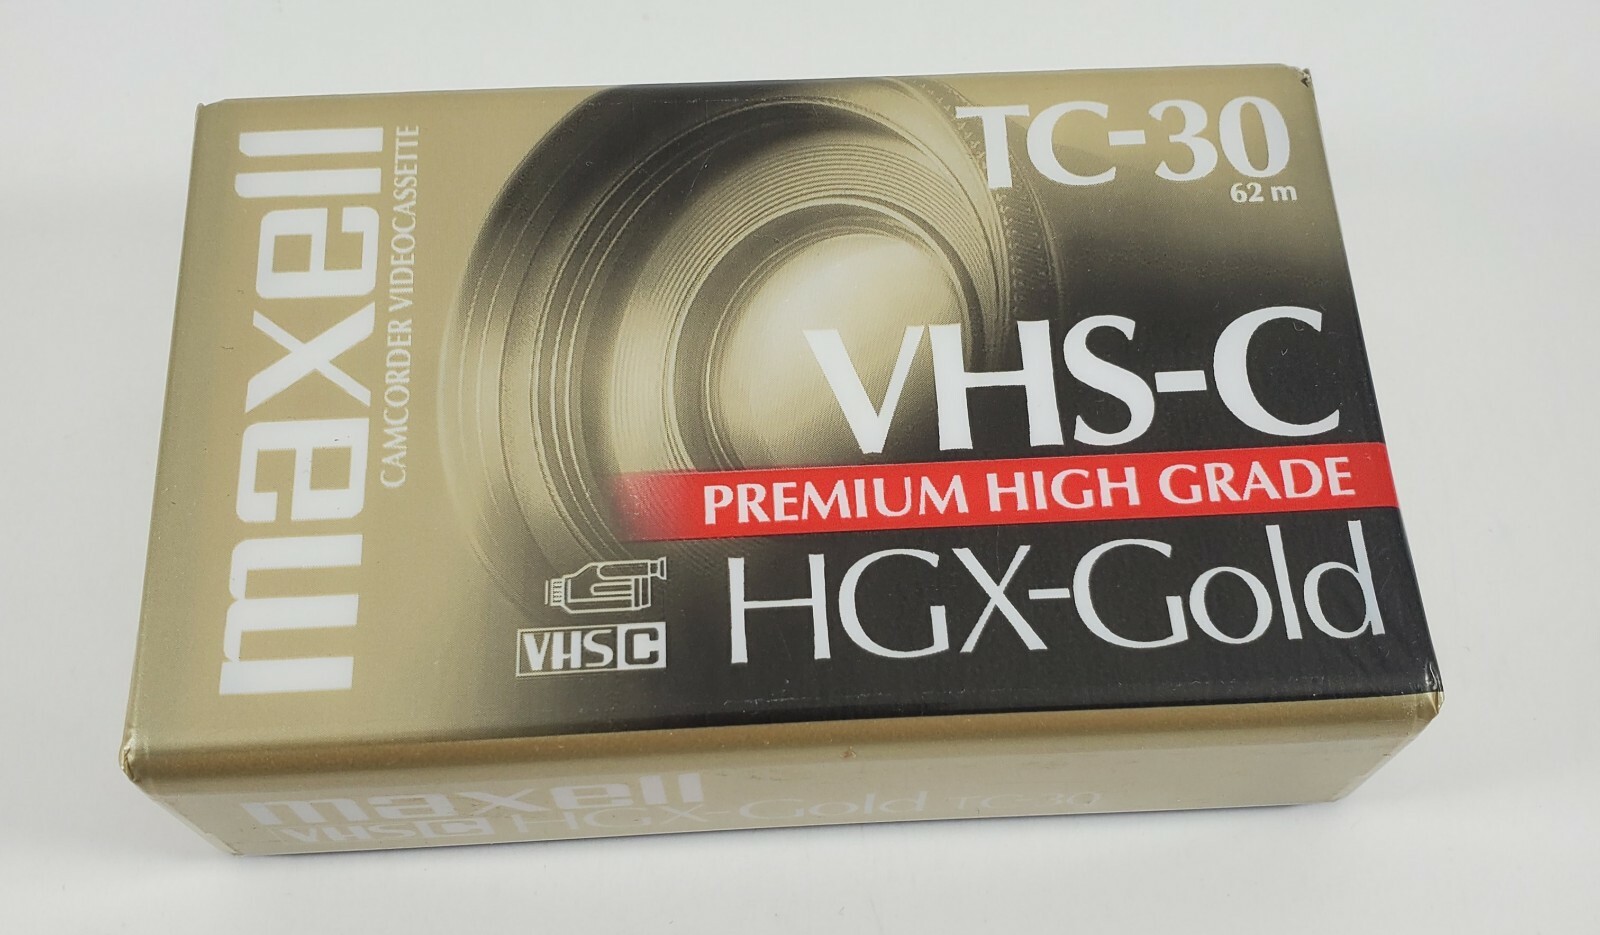 maxell
CAMCORDER VIDEOCASSETTE
TC-30
62 m
VHS-C
PREMIUM HIGH GRADE
HGX-Gold
VHS C
maxell
VHS C HGX-Gold TC-30